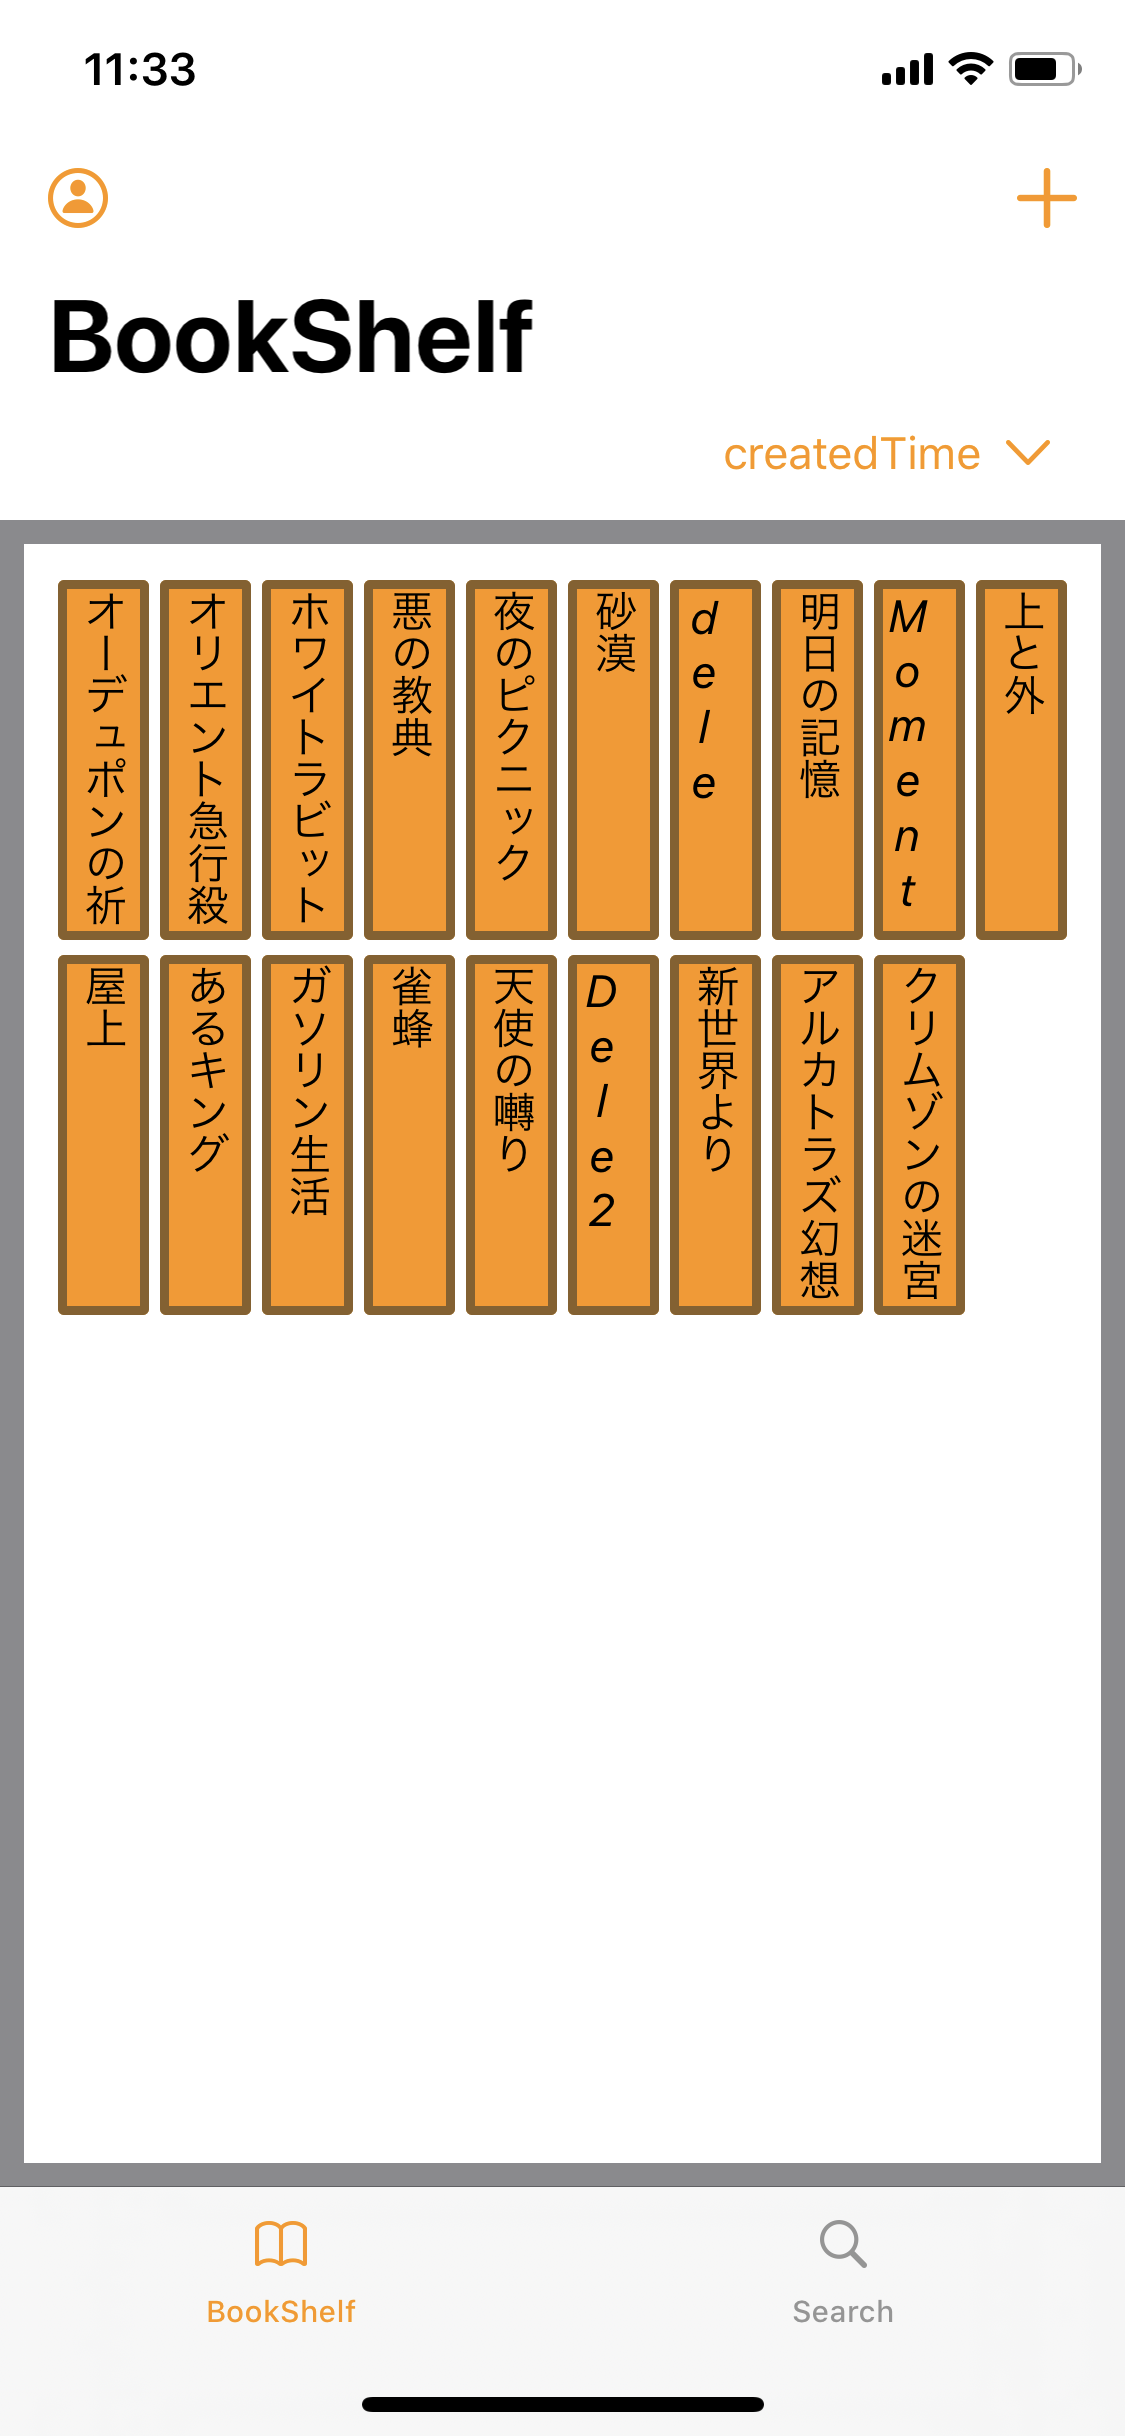 11:33
BookShelf
createdTime
オーデュポンの祈
オリエント急行殺
ホワイトラビット
悪の教典
夜のピクニック
砂漠
dele
明日の記憶
Moment
上と外
屋上
あるキング
ガソリン生活
雀蜂
天使の囀り
Dele2
新世界より
アルカトラズ幻想
クリムゾンの迷宮
BookShelf
Search